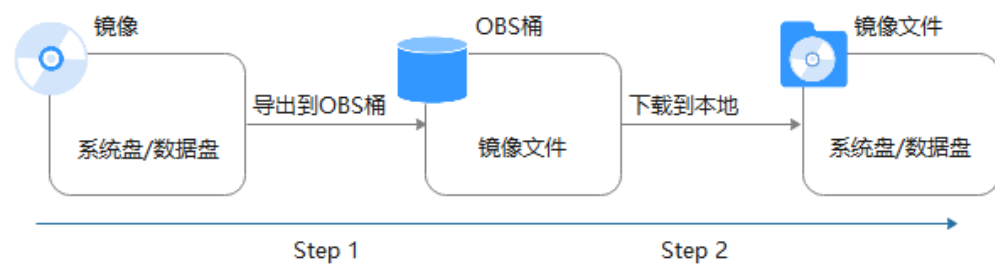 镜像
OBS桶
镜像文件
导出到OBS桶
下载到本地
系统盘/数据盘
镜像文件
系统盘/数据盘
Step 1
Step 2